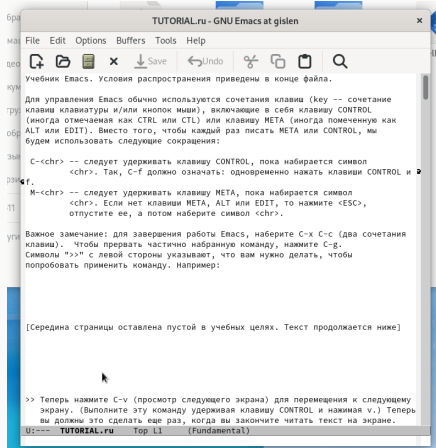 TUTORIAL.ru - GNU Emacs at gislen
File Edit Options Buffers Tools Help
Save Undo
Учебник Emacs. Условия распространения приведены в конце файла.
Для управления Emacs обычно используются сочетания клавиш (key -- сочетание
клавиш клавиатуры и/или кнопок мыши), включающие в себя клавишу CONTROL
(иногда отмечаемая как CTRL или CTL) или клавишу META (иногда помеченную как
ALT или EDIT). Вместо того, чтобы каждый раз писать META или CONTROL, мы
будем использовать следующие сокращения:
C-<chr> -- следует удерживать клавишу CONTROL, пока набирается символ
<chr>. Так, C-f должно означать: одновременно нажать клавиши CONTROL и
f.
M-<chr> -- следует удерживать клавишу META, пока набирается символ
<chr>. Если нет клавиши META, ALT или EDIT, то нажмите <ESC>,
отпустите ее, а потом наберите символ <chr>.
Важное замечание: для завершения работы Emacs, наберите C-x C-c (два сочетания
клавиш). Чтобы прервать частично набранную команду, нажмите C-g.
Символы ">>" с левой стороны указывают, что вам нужно делать, чтобы
попробовать применить команду. Например:
[Середина страницы оставлена пустой в учебных целях. Текст продолжается ниже]
>> Теперь нажмите C-v (просмотр следующего экрана) для перемещения к следующему
экрану. (Выполните эту команду удерживая клавишу CONTROL и нажимая v.) Теперь
вы должны это сделать еще раз, когда вы закончите читать текст на экране.
U:--- TUTORIAL.ru Top L1 (Fundamental)